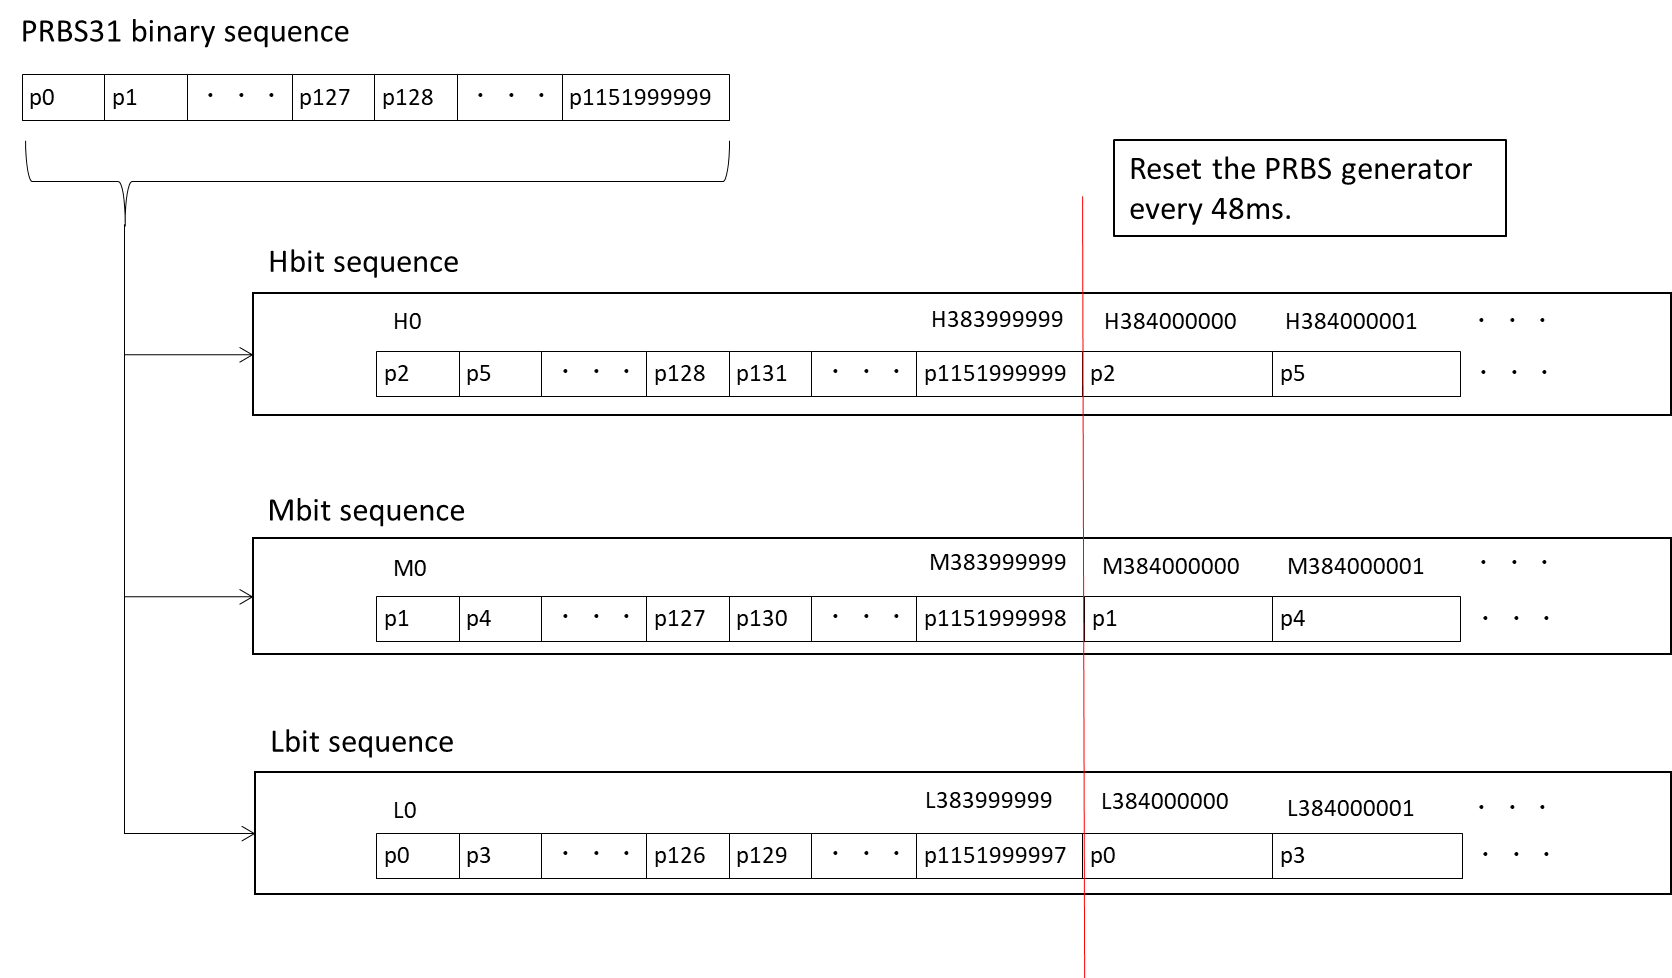 PRBS31 binary sequence
p0 p1 ・・・ p127 p128 ・・・ p1151999999
Reset the PRBS generator
every 48ms.
Hbit sequence
H0 H383999999 H384000000 H384000001 ・・・
p2 p5 ・・・ p128 p131 ・・・ p1151999999 p2 p5 ・・・
Mbit sequence
M0 M383999999 M384000000 M384000001 ・・・
p1 p4 ・・・ p127 p130 ・・・ p1151999998 p1 p4 ・・・
Lbit sequence
L0 L383999999 L384000000 L384000001 ・・・
p0 p3 ・・・ p126 p129 ・・・ p1151999997 p0 p3 ・・・